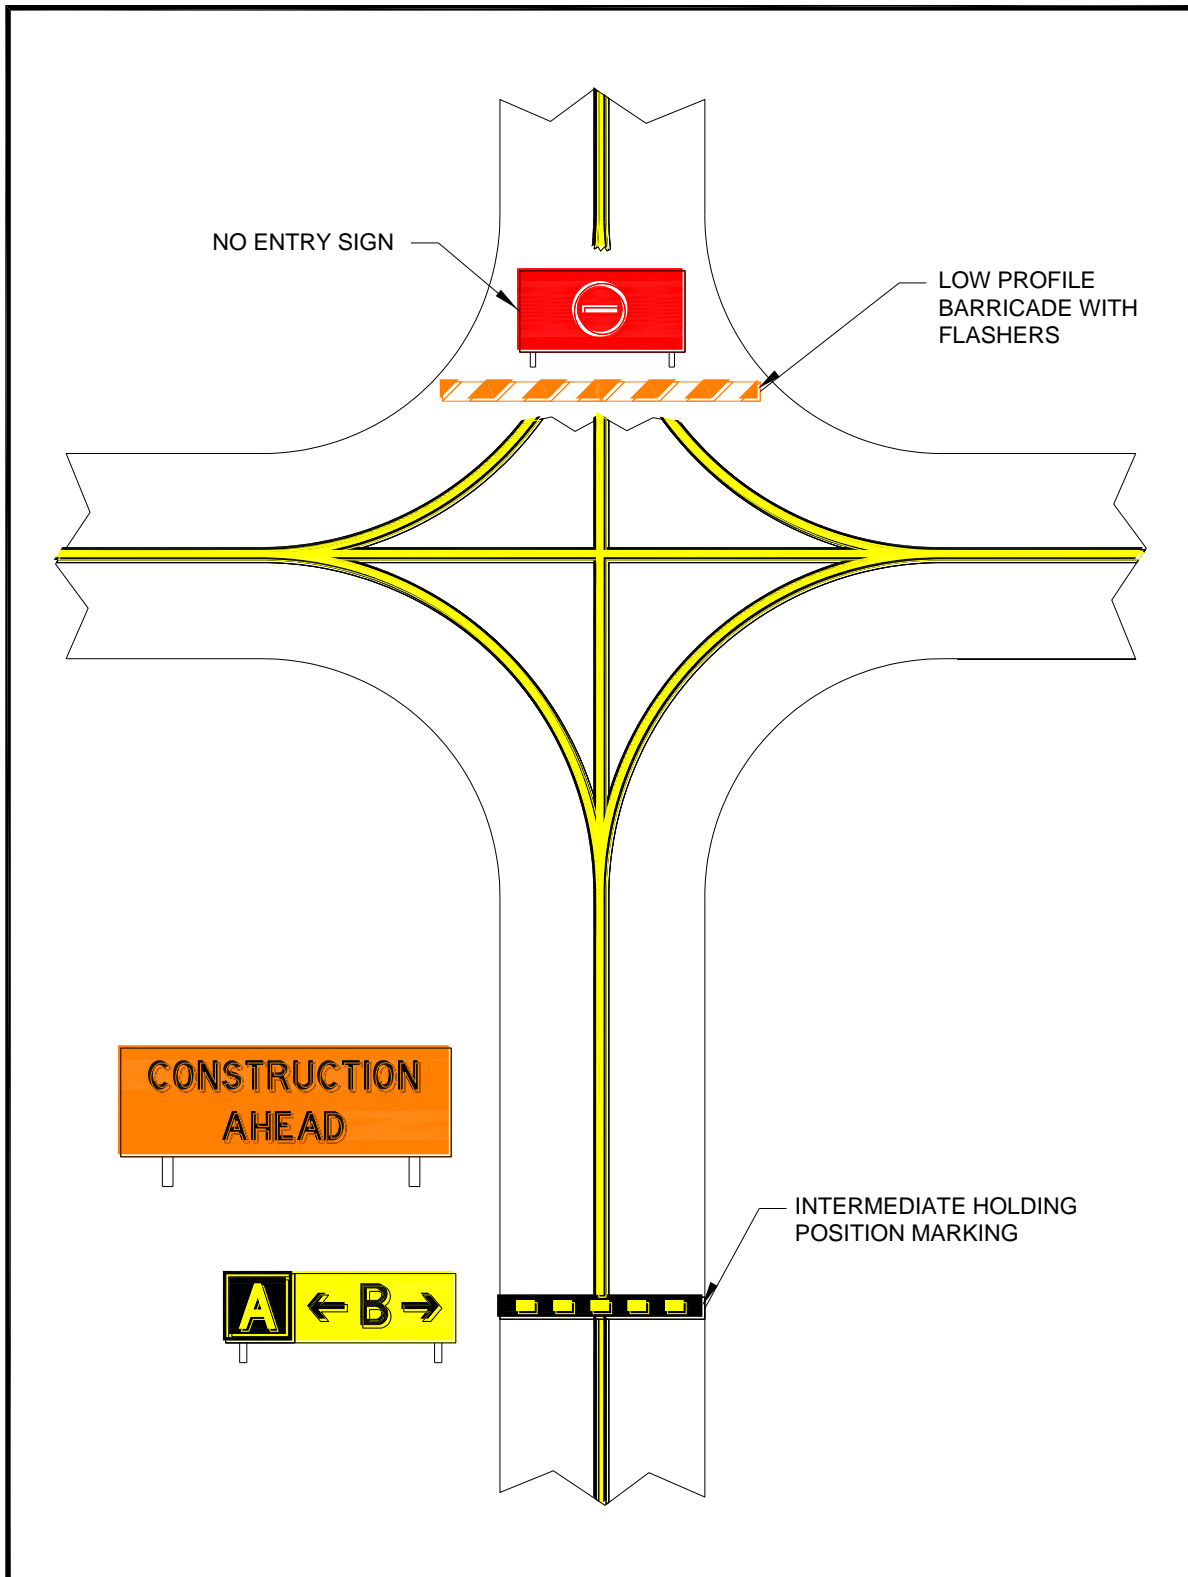 NO ENTRY SIGN
LOW PROFILE
BARRICADE WITH
FLASHERS
CONSTRUCTION
AHEAD
INTERMEDIATE HOLDING
POSITION MARKING
A ← B →